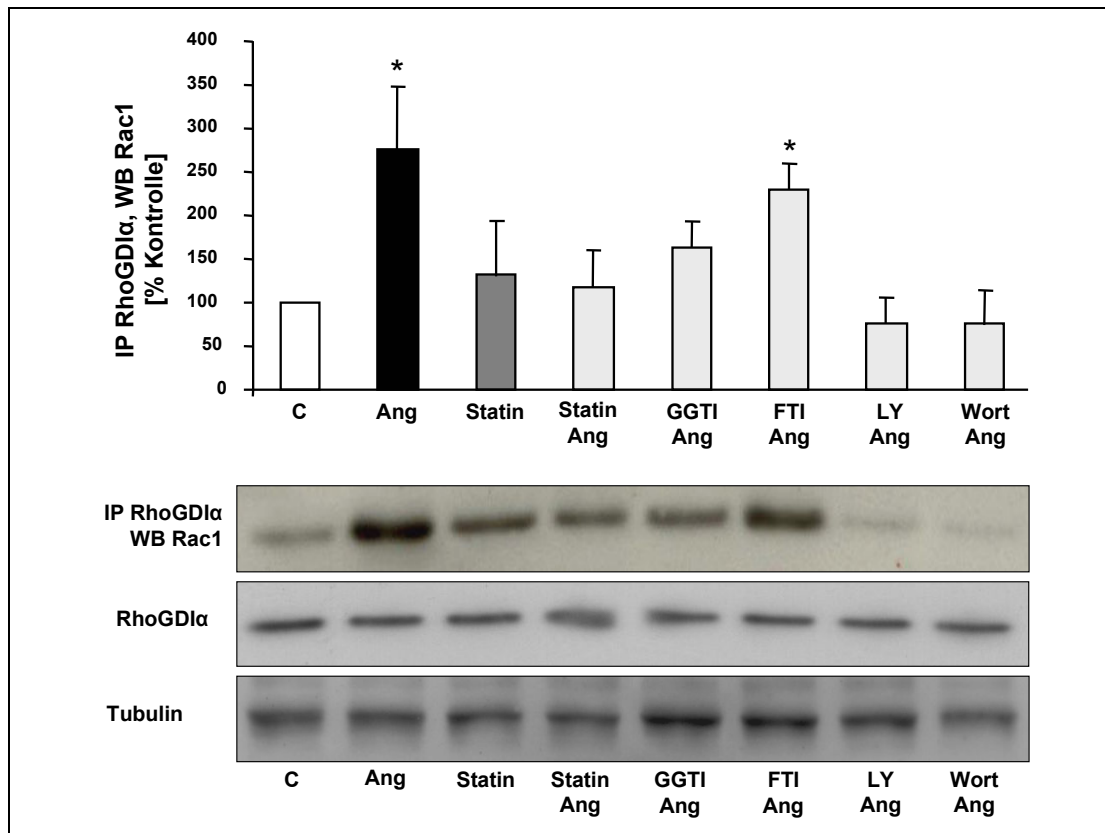 IP RhoGDIα, WB Rac1
[% Kontrolle]
400
350
300
250
200
150
100
50
0
*
*
C Ang Statin Statin Ang GGTI Ang FTI Ang LY Ang Wort Ang
IP RhoGDIα
WB Rac1
RhoGDIα
Tubulin
C Ang Statin Statin Ang GGTI Ang FTI Ang LY Ang Wort Ang